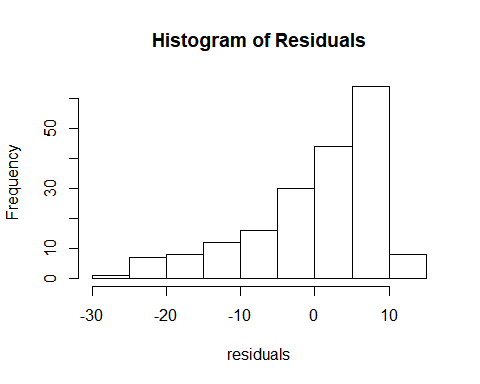 Histogram of Residuals
Frequency
50
30
10
0
-30 -20 -10 0 10
residuals